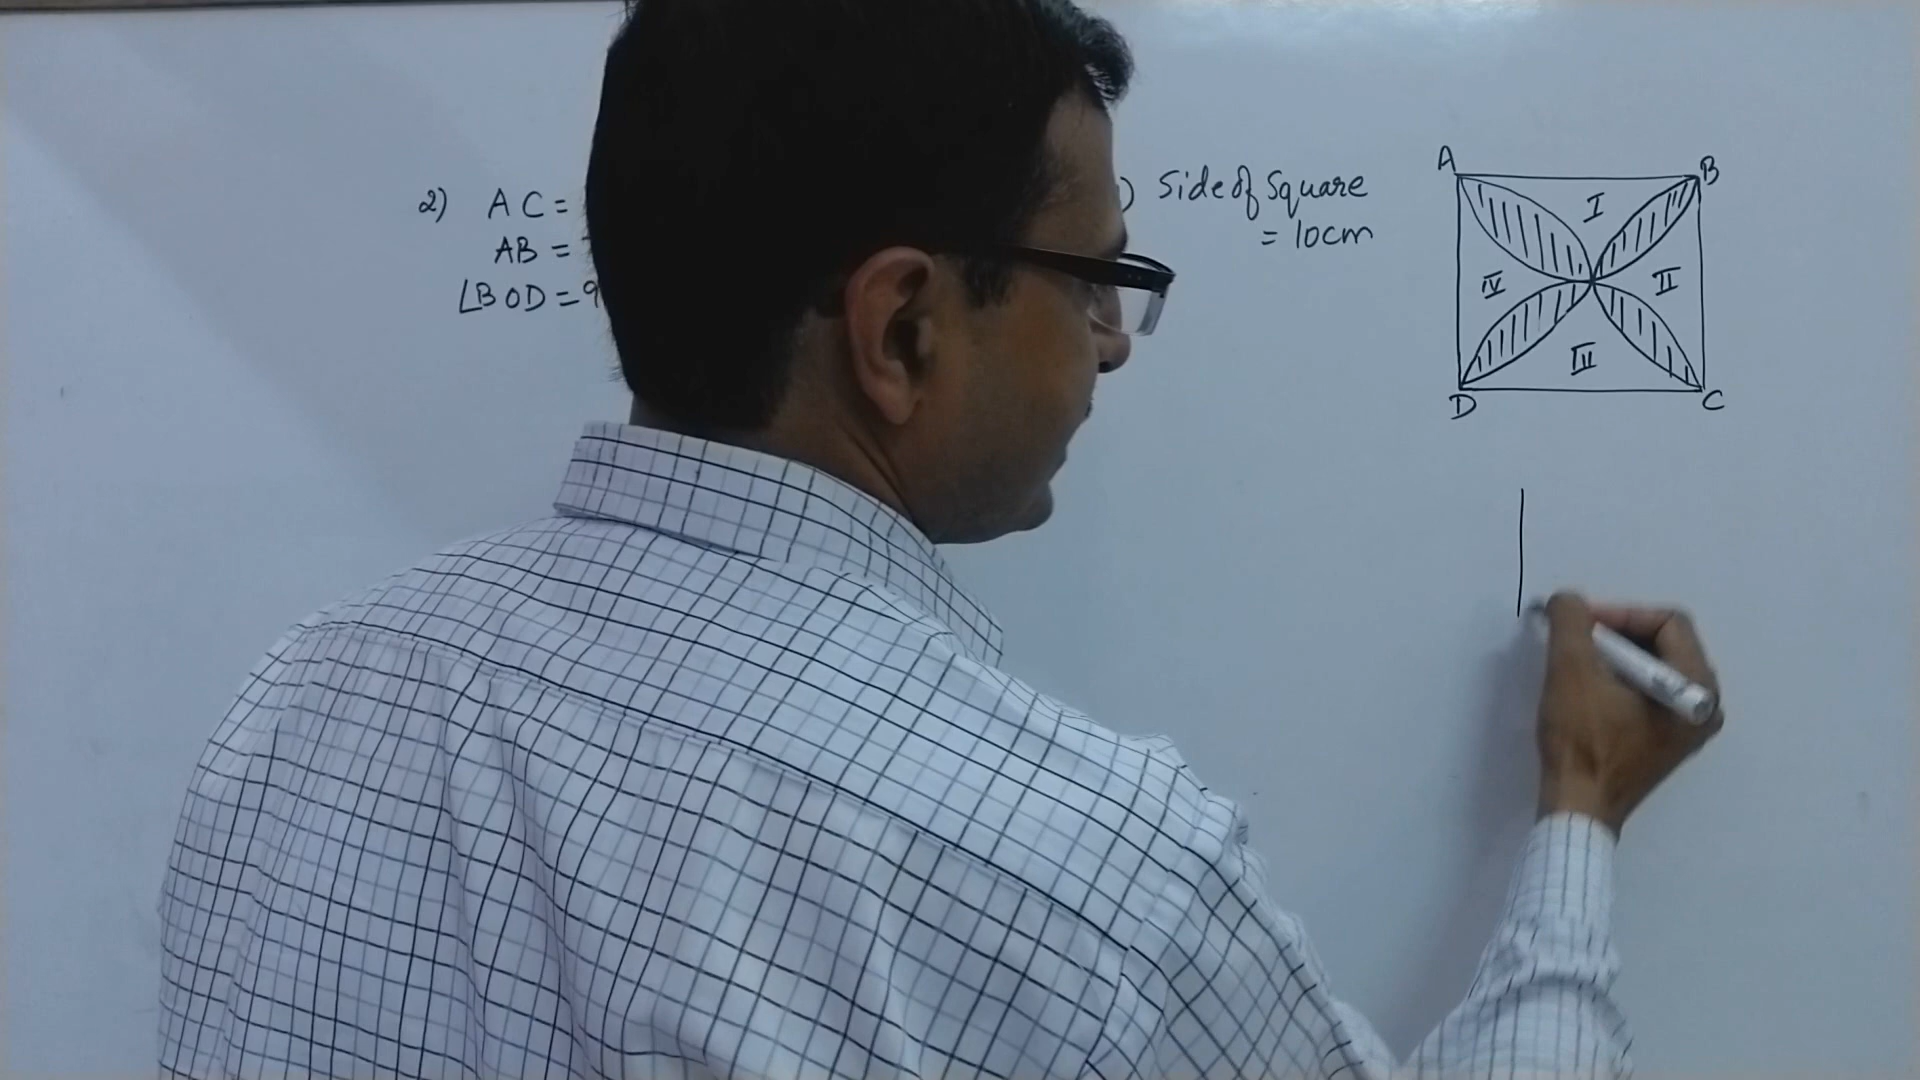 2) AC =
AB =
∠BOD = 9
) Side of Square
= 10cm
A
B
I
IV
II
III
D
C